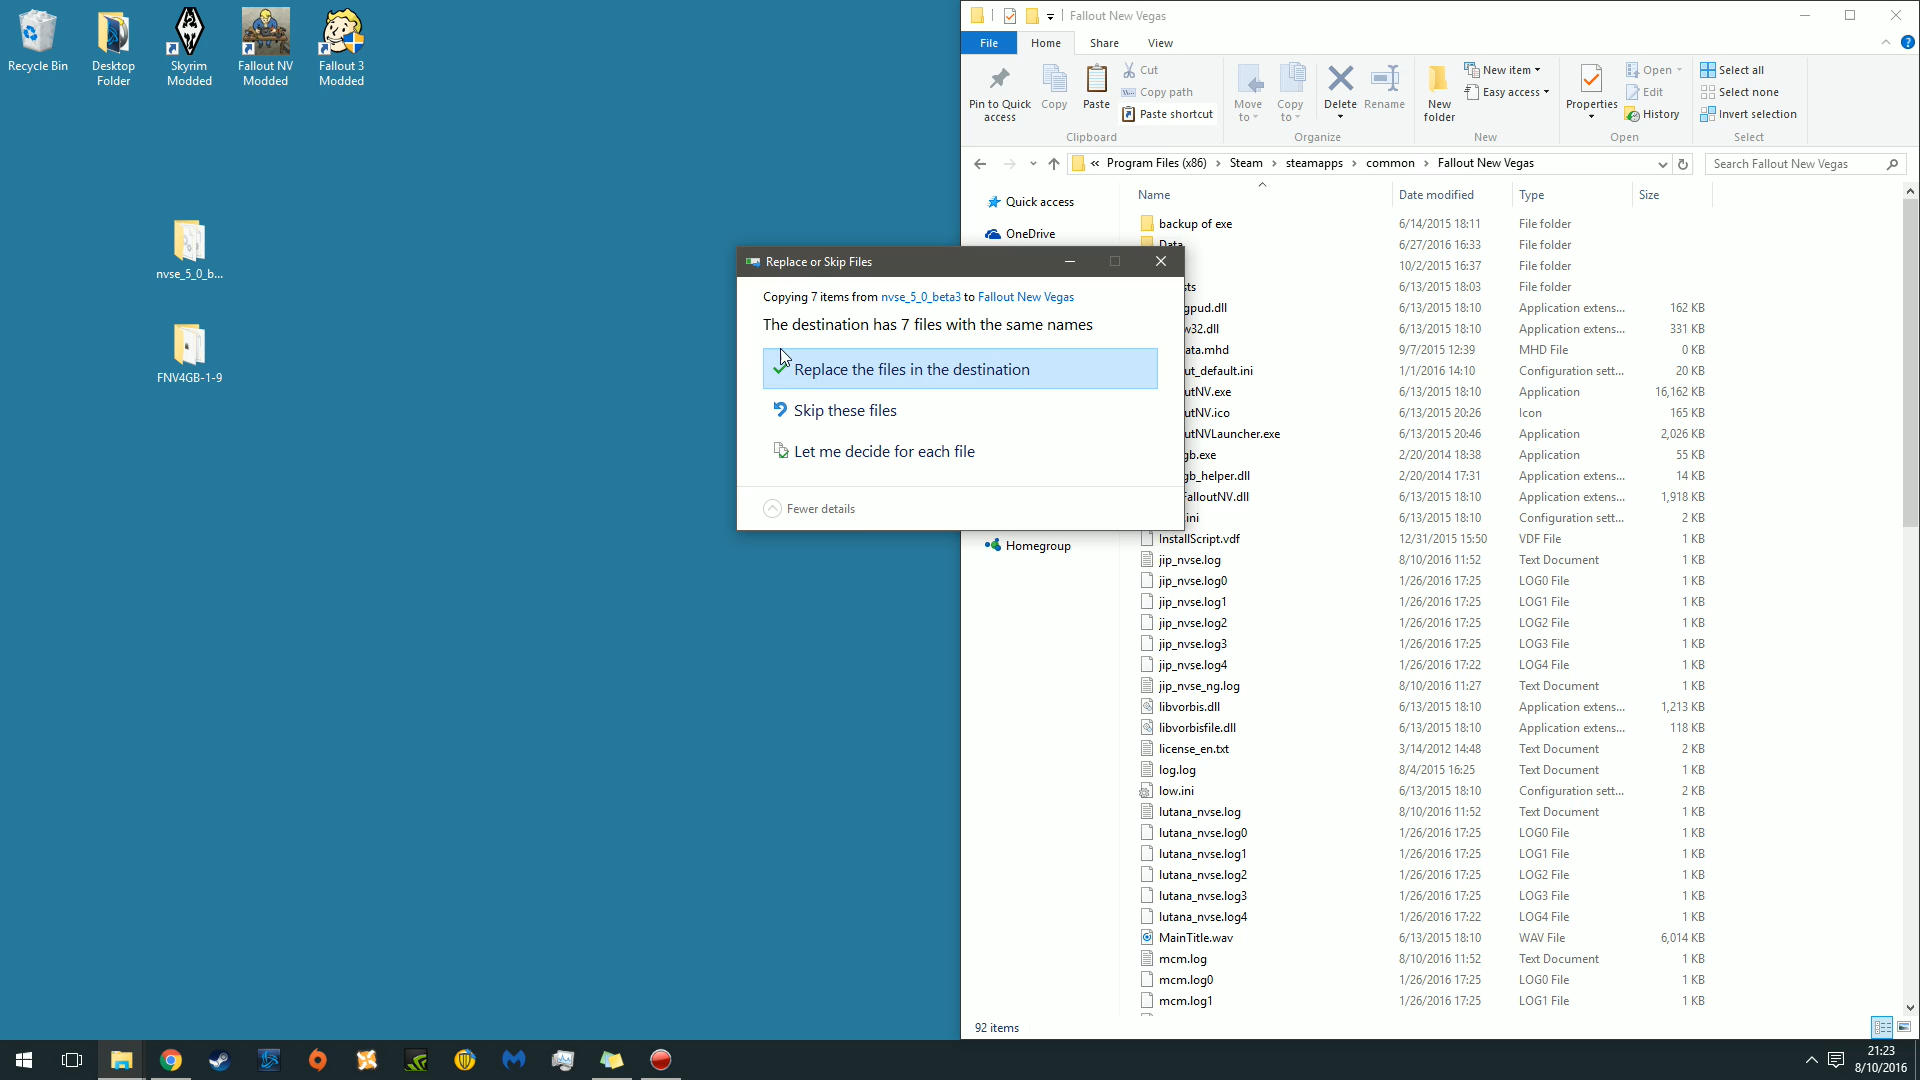 Recycle Bin
Desktop
Folder
Skyrim
Modded
Fallout NV
Modded
Fallout 3
Modded
nvse_5_0_b...
FNV4GB-1-9
Fallout New Vegas
File
Home
Share
View
Pin to Quick
access
Copy
Paste
Cut
Copy path
Paste shortcut
Clipboard
Move
to
Copy
to
Delete
Rename
Organize
New
folder
New item
Easy access
New
Properties
Open
Edit
History
Open
Select all
Select none
Invert selection
Select
« Program Files (x86) › Steam › steamapps › common › Fallout New Vegas
Search Fallout New Vegas
Quick access
OneDrive
Homegroup
Name Date modified Type Size
backup of exe 6/14/2015 18:11 File folder
Data 6/27/2016 16:33 File folder
10/2/2015 16:37 File folder
sts 6/13/2015 18:03 File folder
gpud.dll 6/13/2015 18:10 Application extens... 162 KB
w32.dll 6/13/2015 18:10 Application extens... 331 KB
ata.mhd 9/7/2015 12:39 MHD File 0 KB
ut_default.ini 1/1/2016 14:10 Configuration sett... 20 KB
utNV.exe 6/13/2015 18:10 Application 16,162 KB
utNV.ico 6/13/2015 20:26 Icon 165 KB
utNVLauncher.exe 6/13/2015 20:46 Application 2,026 KB
gb.exe 2/20/2014 18:38 Application 55 KB
gb_helper.dll 2/20/2014 17:31 Application extens... 14 KB
FalloutNV.dll 6/13/2015 18:10 Application extens... 1,918 KB
.ini 6/13/2015 18:10 Configuration sett... 2 KB
InstallScript.vdf 12/31/2015 15:50 VDF File 1 KB
jip_nvse.log 8/10/2016 11:52 Text Document 1 KB
jip_nvse.log0 1/26/2016 17:25 LOG0 File 1 KB
jip_nvse.log1 1/26/2016 17:25 LOG1 File 1 KB
jip_nvse.log2 1/26/2016 17:25 LOG2 File 1 KB
jip_nvse.log3 1/26/2016 17:25 LOG3 File 1 KB
jip_nvse.log4 1/26/2016 17:22 LOG4 File 1 KB
jip_nvse_ng.log 8/10/2016 11:27 Text Document 1 KB
libvorbis.dll 6/13/2015 18:10 Application extens... 1,213 KB
libvorbisfile.dll 6/13/2015 18:10 Application extens... 118 KB
license_en.txt 3/14/2012 14:48 Text Document 2 KB
log.log 8/4/2015 16:25 Text Document 1 KB
low.ini 6/13/2015 18:10 Configuration sett... 2 KB
lutana_nvse.log 8/10/2016 11:52 Text Document 1 KB
lutana_nvse.log0 1/26/2016 17:25 LOG0 File 1 KB
lutana_nvse.log1 1/26/2016 17:25 LOG1 File 1 KB
lutana_nvse.log2 1/26/2016 17:25 LOG2 File 1 KB
lutana_nvse.log3 1/26/2016 17:25 LOG3 File 1 KB
lutana_nvse.log4 1/26/2016 17:22 LOG4 File 1 KB
MainTitle.wav 6/13/2015 18:10 WAV File 6,014 KB
mcm.log 8/10/2016 11:52 Text Document 1 KB
mcm.log0 1/26/2016 17:25 LOG0 File 1 KB
mcm.log1 1/26/2016 17:25 LOG1 File 1 KB
92 items
Replace or Skip Files
Copying 7 items from nvse_5_0_beta3 to Fallout New Vegas
The destination has 7 files with the same names
Replace the files in the destination
Skip these files
Let me decide for each file
Fewer details
21:23
8/10/2016